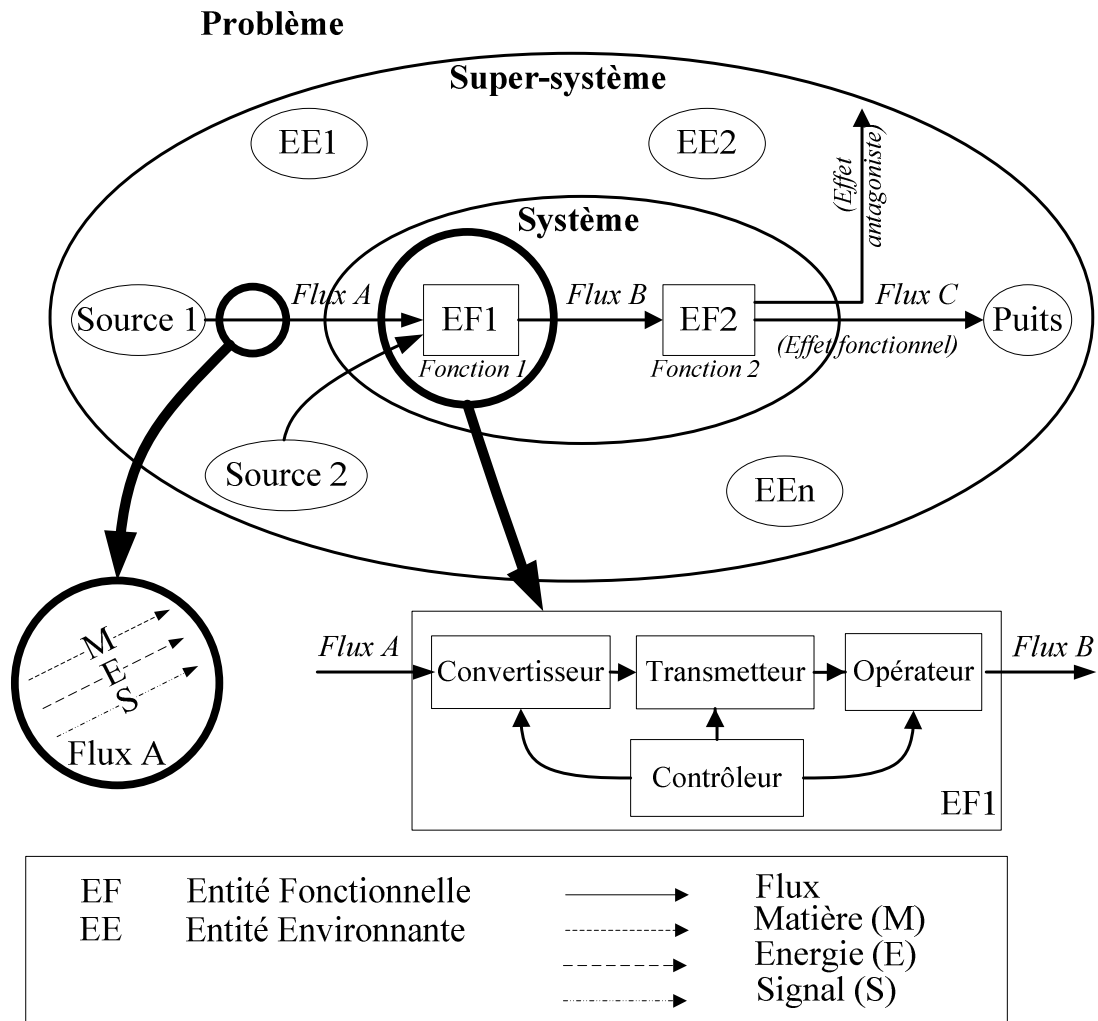 Problème
Super-système
EE1
EE2
(Effet
antagoniste)
Système
Source 1
Flux A
EF1
Fonction 1
Flux B
EF2
Fonction 2
Flux C
(Effet fonctionnel)
Puits
Source 2
EEn
M
E
S
Flux A
Flux A
Convertisseur
Transmetteur
Opérateur
Flux B
Contrôleur
EF1
EF Entité Fonctionnelle
EE Entité Environnante
Flux
Matière (M)
Energie (E)
Signal (S)